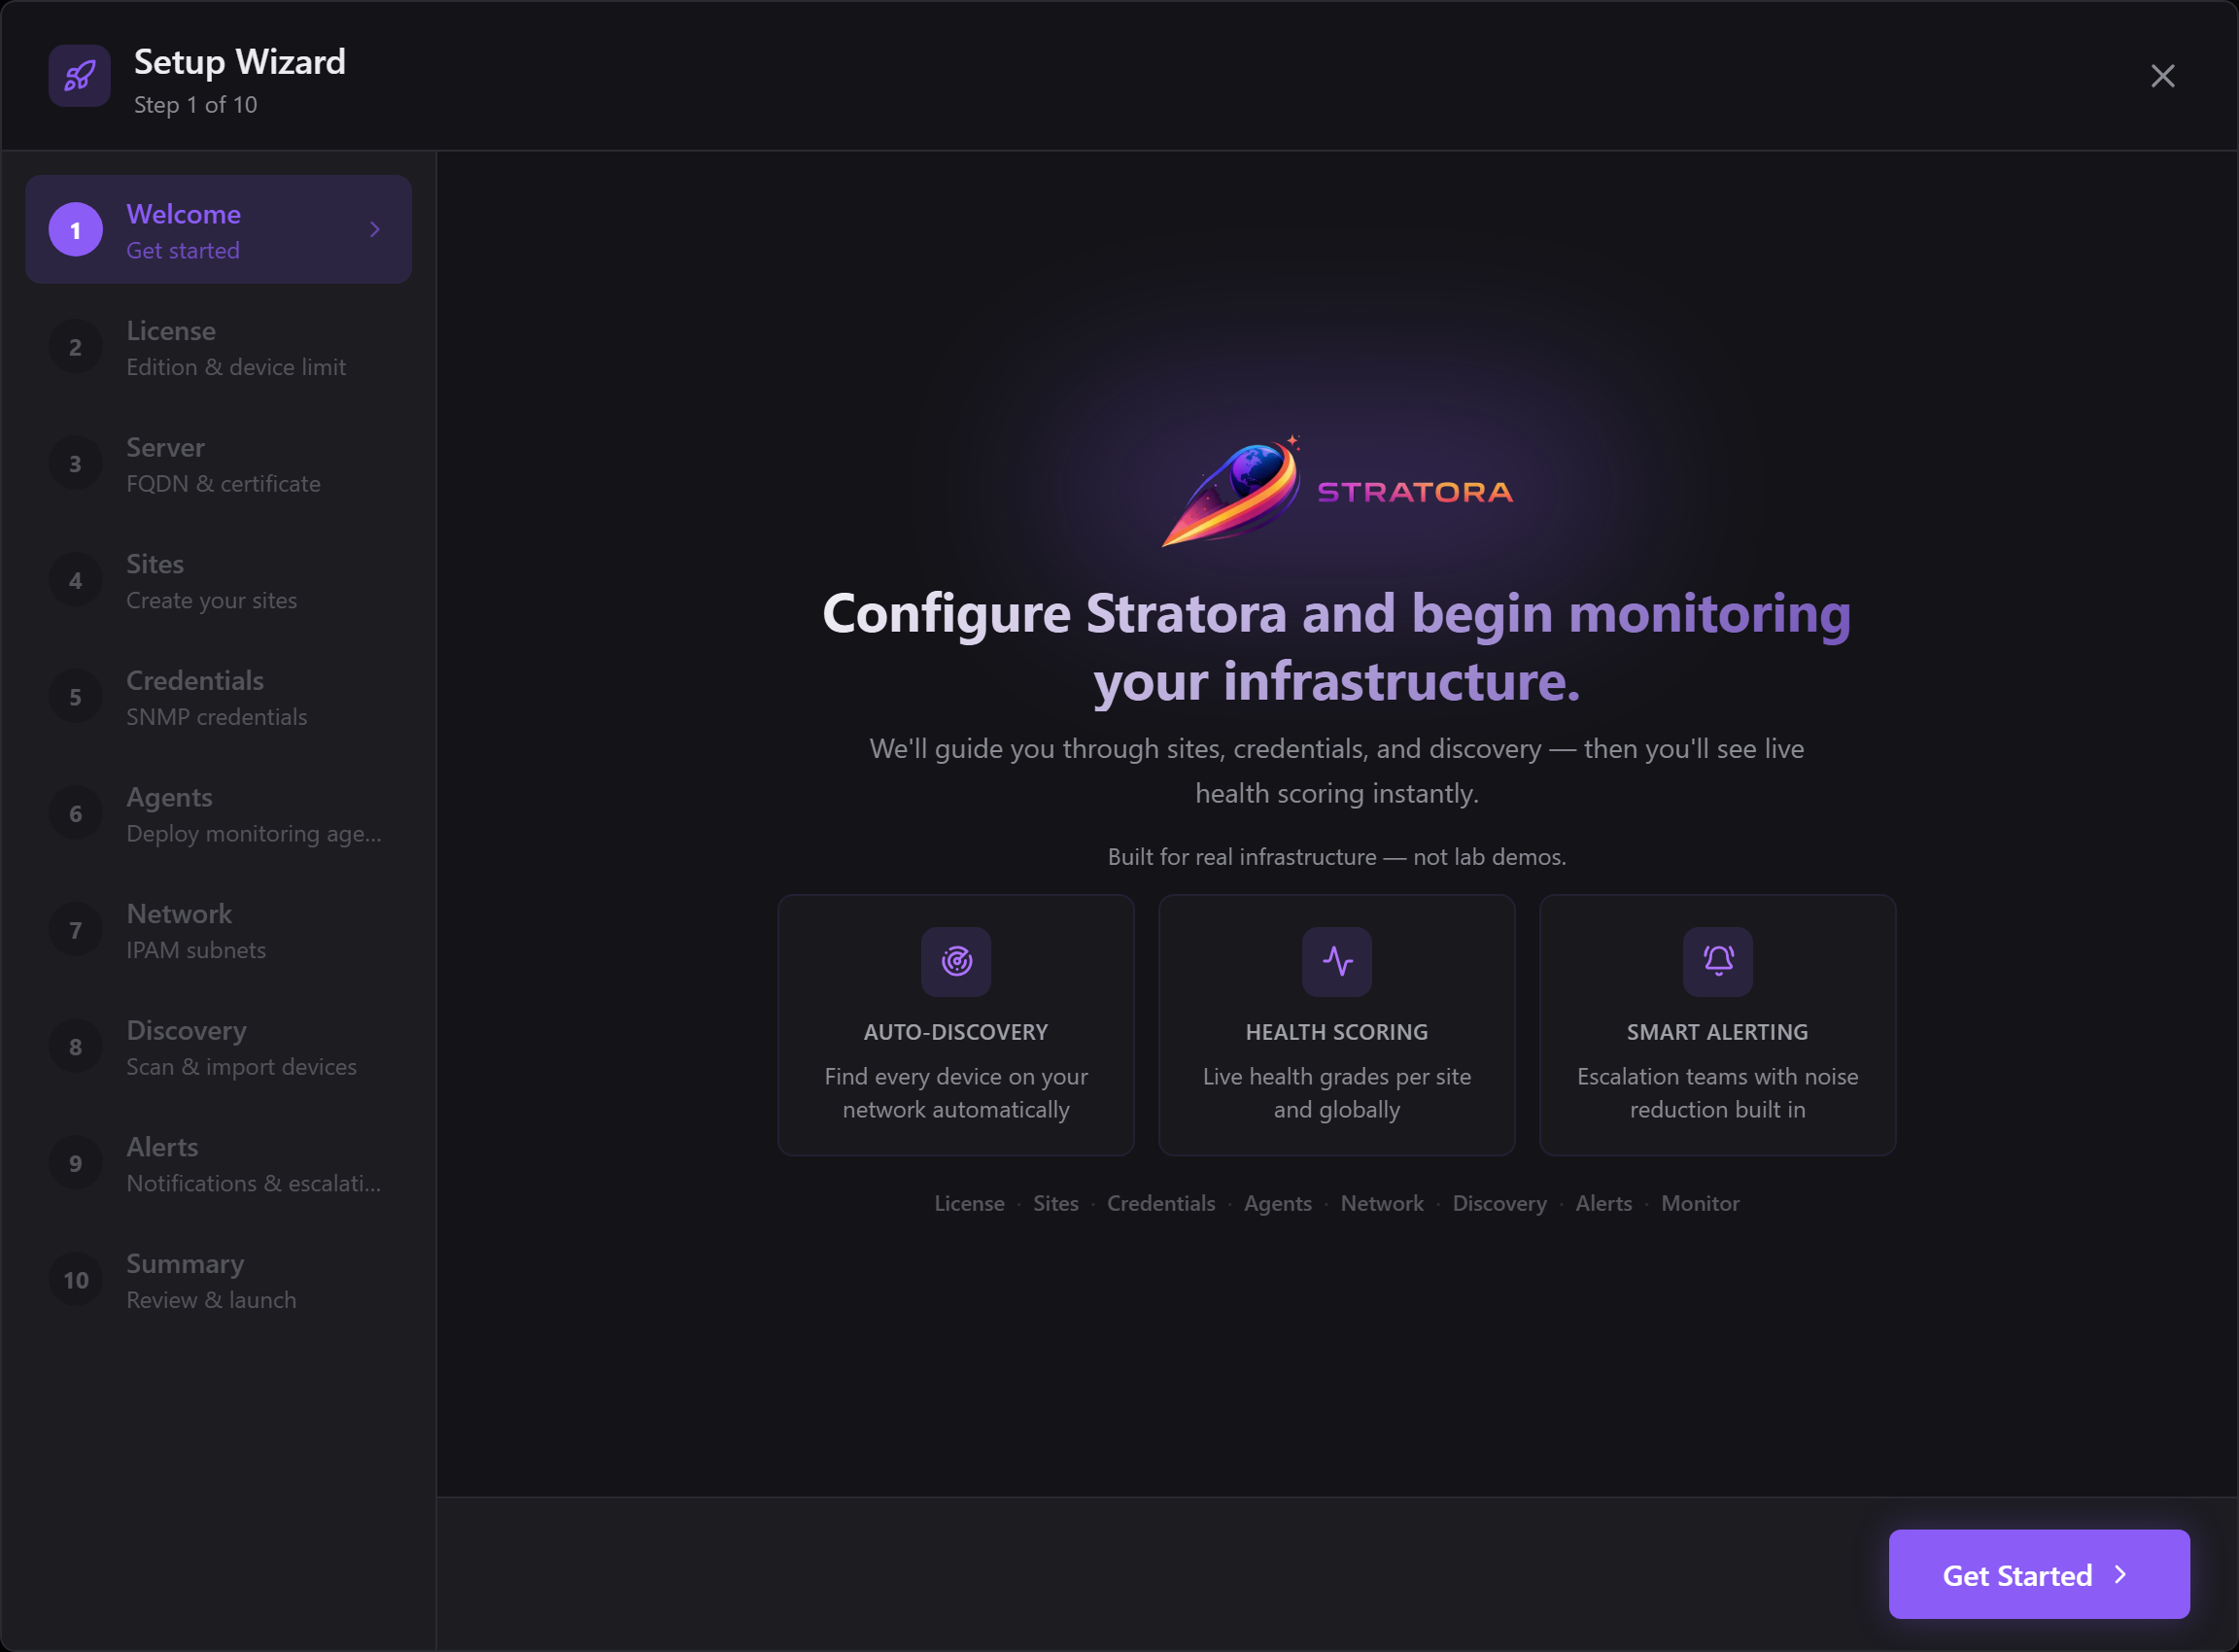 Setup Wizard
Step 1 of 10
1
Welcome
Get started
2
License
Edition & device limit
3
Server
FQDN & certificate
4
Sites
Create your sites
5
Credentials
SNMP credentials
6
Agents
Deploy monitoring age...
7
Network
IPAM subnets
8
Discovery
Scan & import devices
9
Alerts
Notifications & escalati...
10
Summary
Review & launch
STRATORA
Configure Stratora and begin monitoring
your infrastructure.
We'll guide you through sites, credentials, and discovery — then you'll see live
health scoring instantly.
Built for real infrastructure — not lab demos.
AUTO-DISCOVERY
Find every device on your
network automatically
HEALTH SCORING
Live health grades per site
and globally
SMART ALERTING
Escalation teams with noise
reduction built in
License · Sites · Credentials · Agents · Network · Discovery · Alerts · Monitor
Get Started